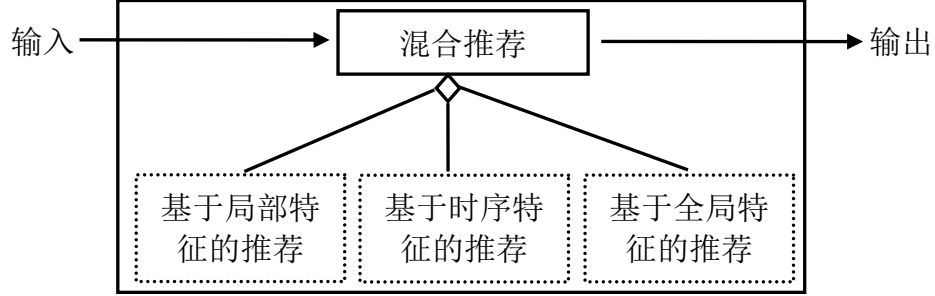 输入
混合推荐
输出
基于局部特
征的推荐
基于时序特
征的推荐
基于全局特
征的推荐